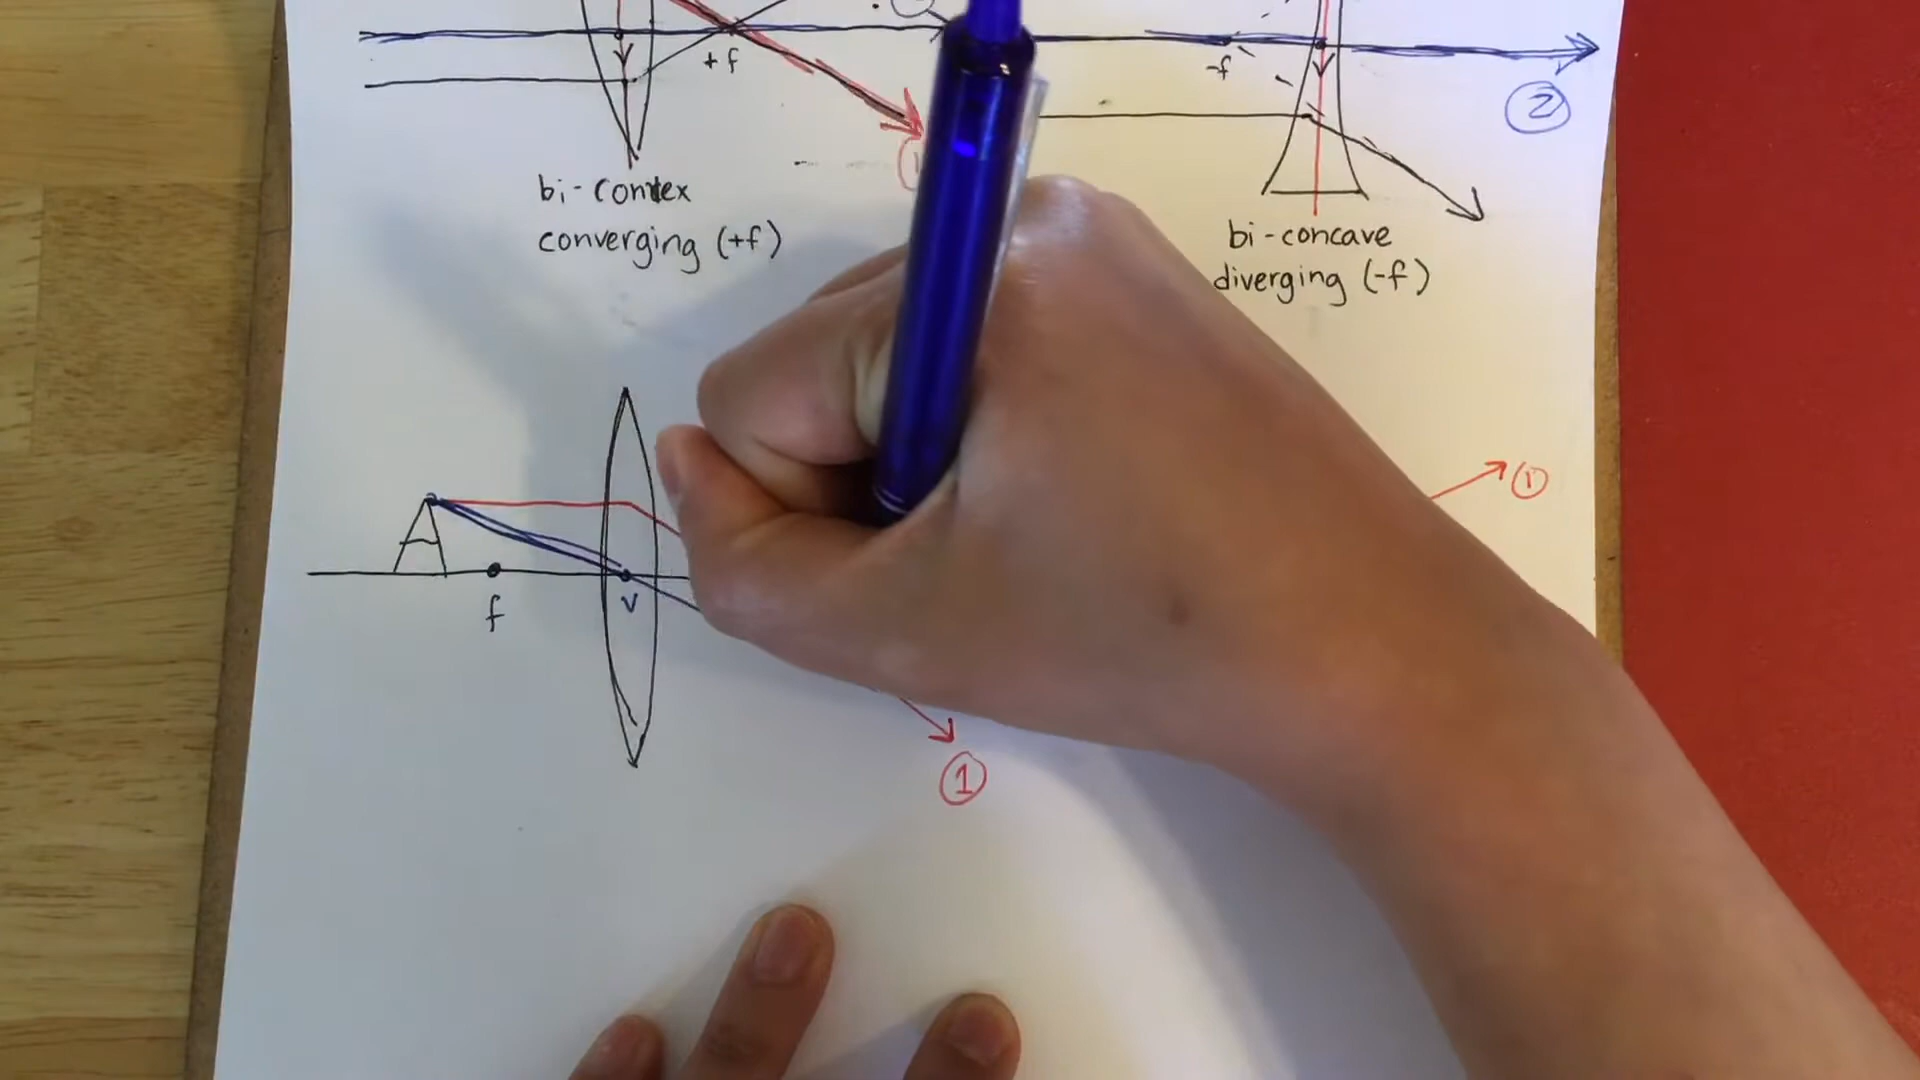 +f
-f
②
bi-convex
converging (+f)
bi-concave
diverging (-f)
①
A
f
v
①